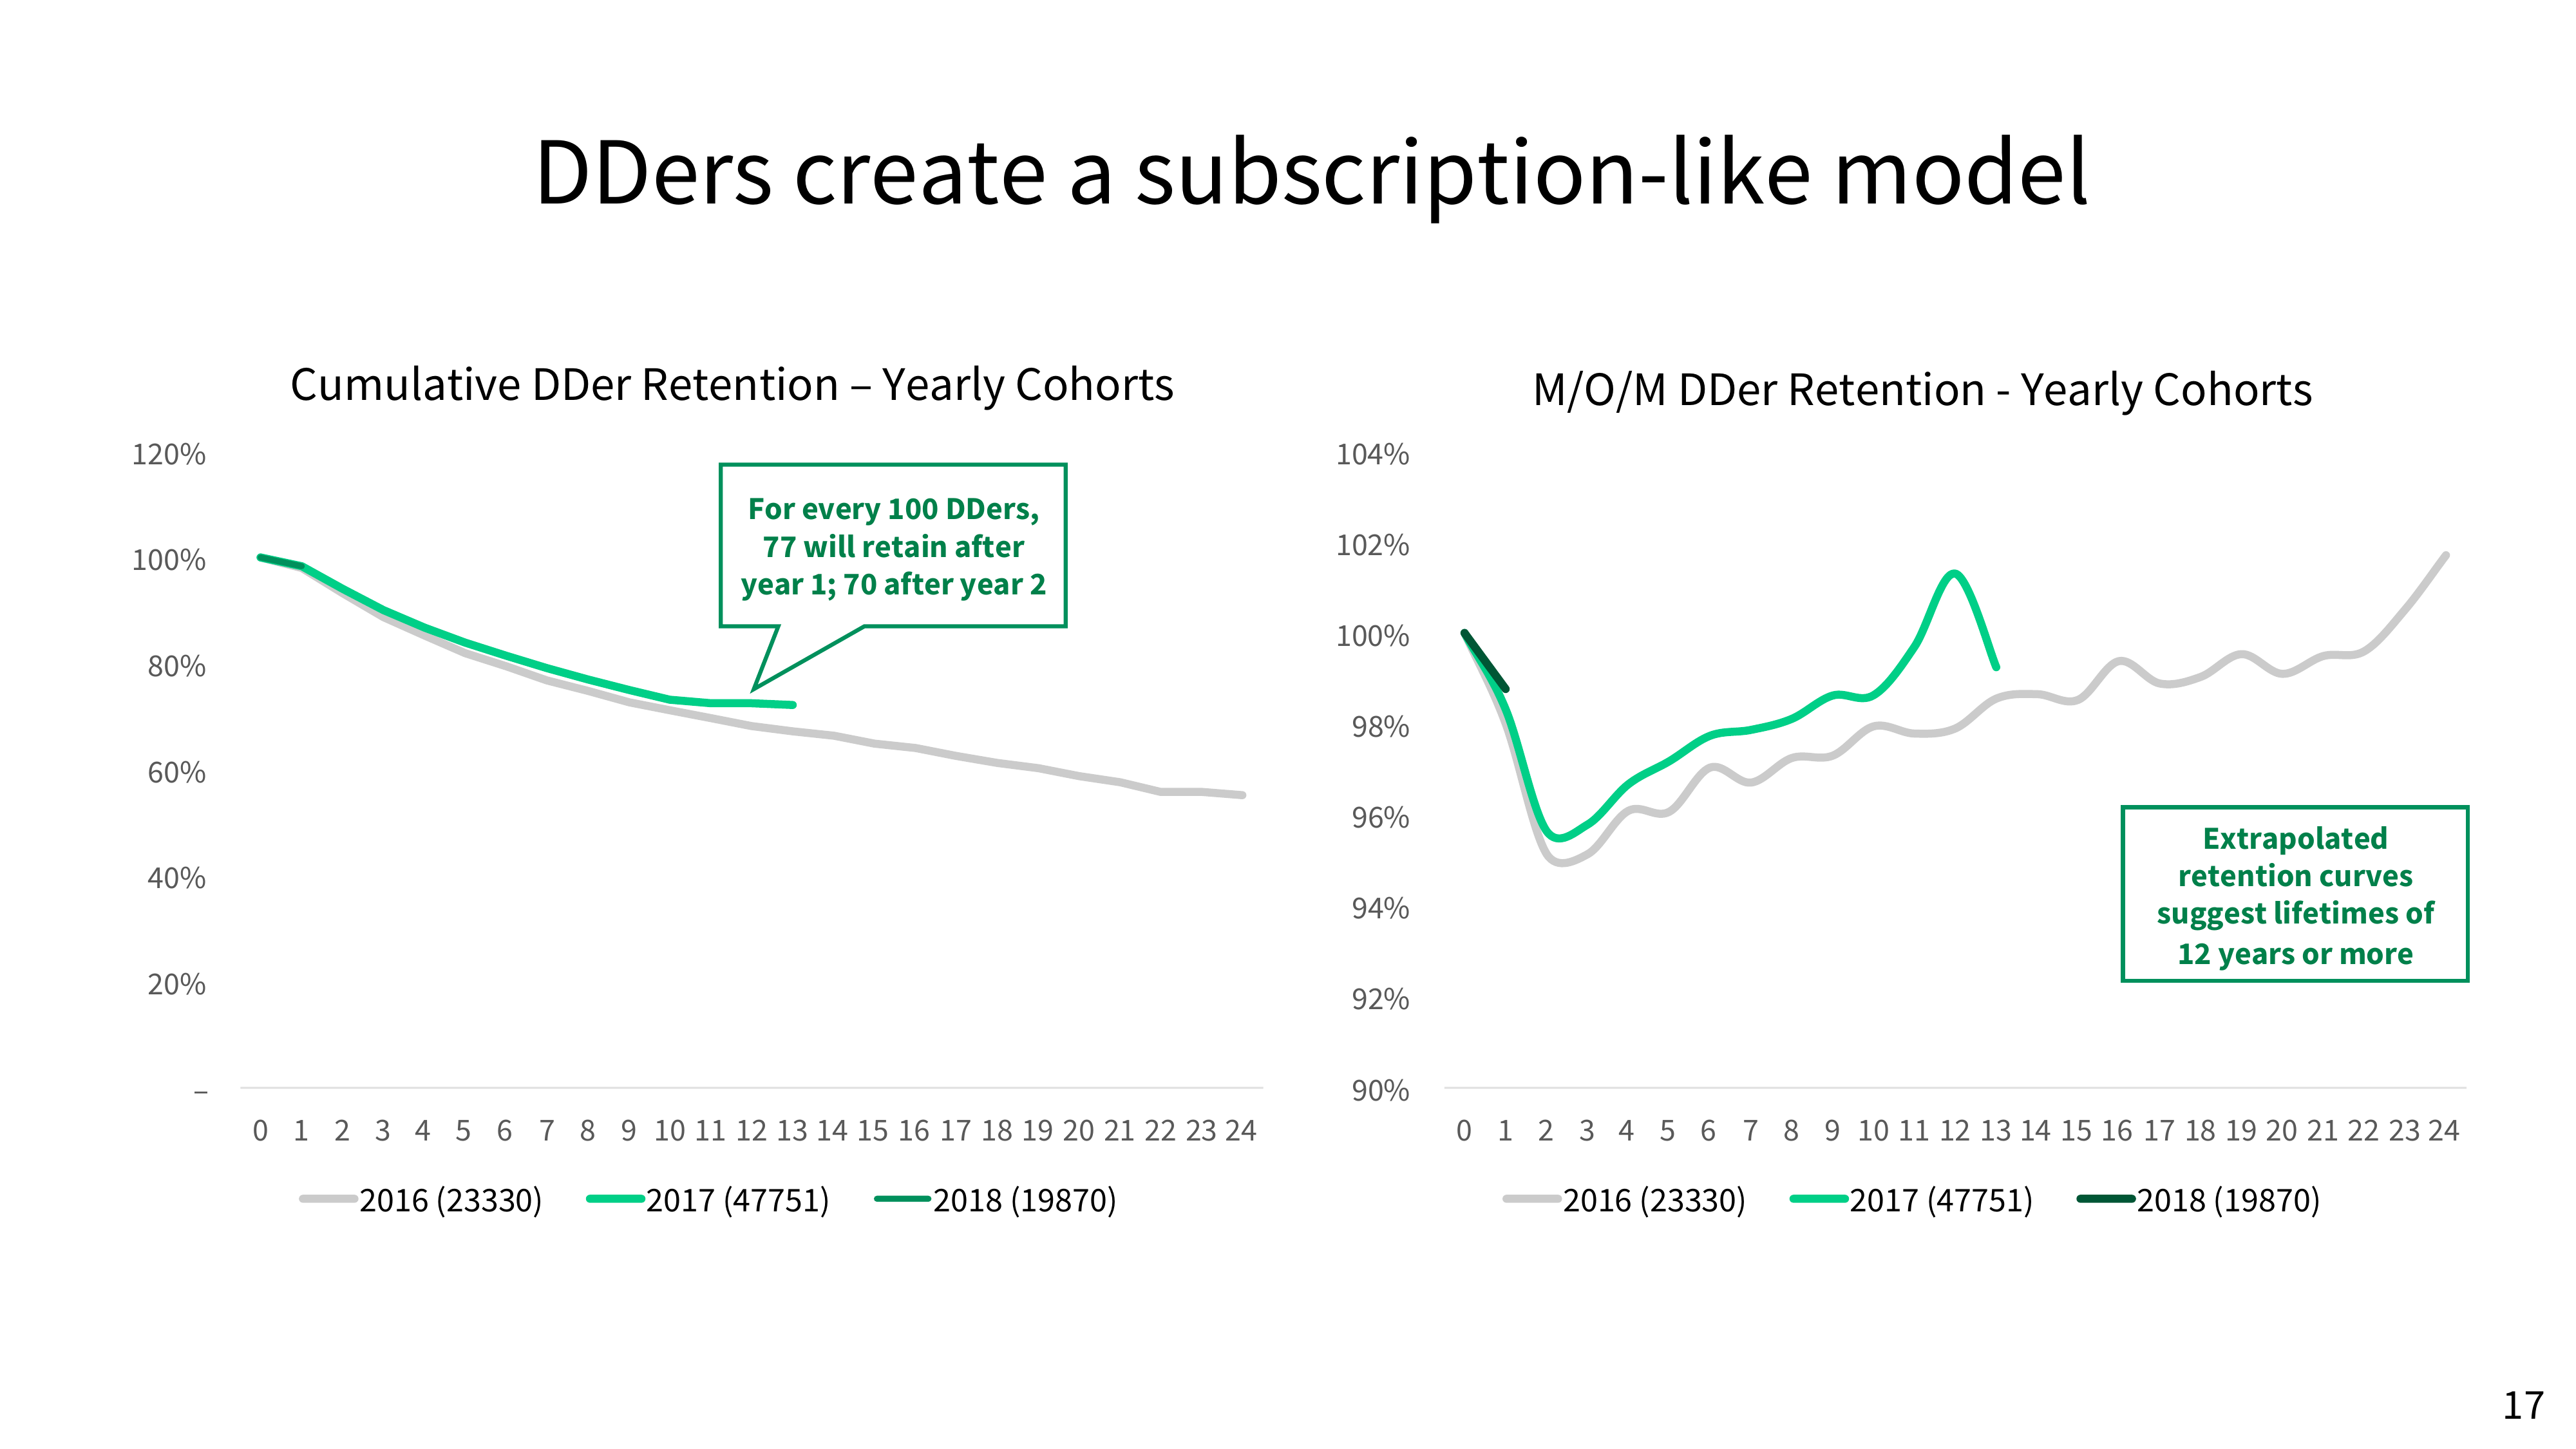 DDers create a subscription-like model
Cumulative DDer Retention – Yearly Cohorts
120%
100%
80%
60%
40%
20%
–
For every 100 DDers,
77 will retain after
year 1; 70 after year 2
0 1 2 3 4 5 6 7 8 9 10 11 12 13 14 15 16 17 18 19 20 21 22 23 24
2016 (23330) 2017 (47751) 2018 (19870)
M/O/M DDer Retention - Yearly Cohorts
104%
102%
100%
98%
96%
94%
92%
90%
Extrapolated
retention curves
suggest lifetimes of
12 years or more
0 1 2 3 4 5 6 7 8 9 10 11 12 13 14 15 16 17 18 19 20 21 22 23 24
2016 (23330) 2017 (47751) 2018 (19870)
17